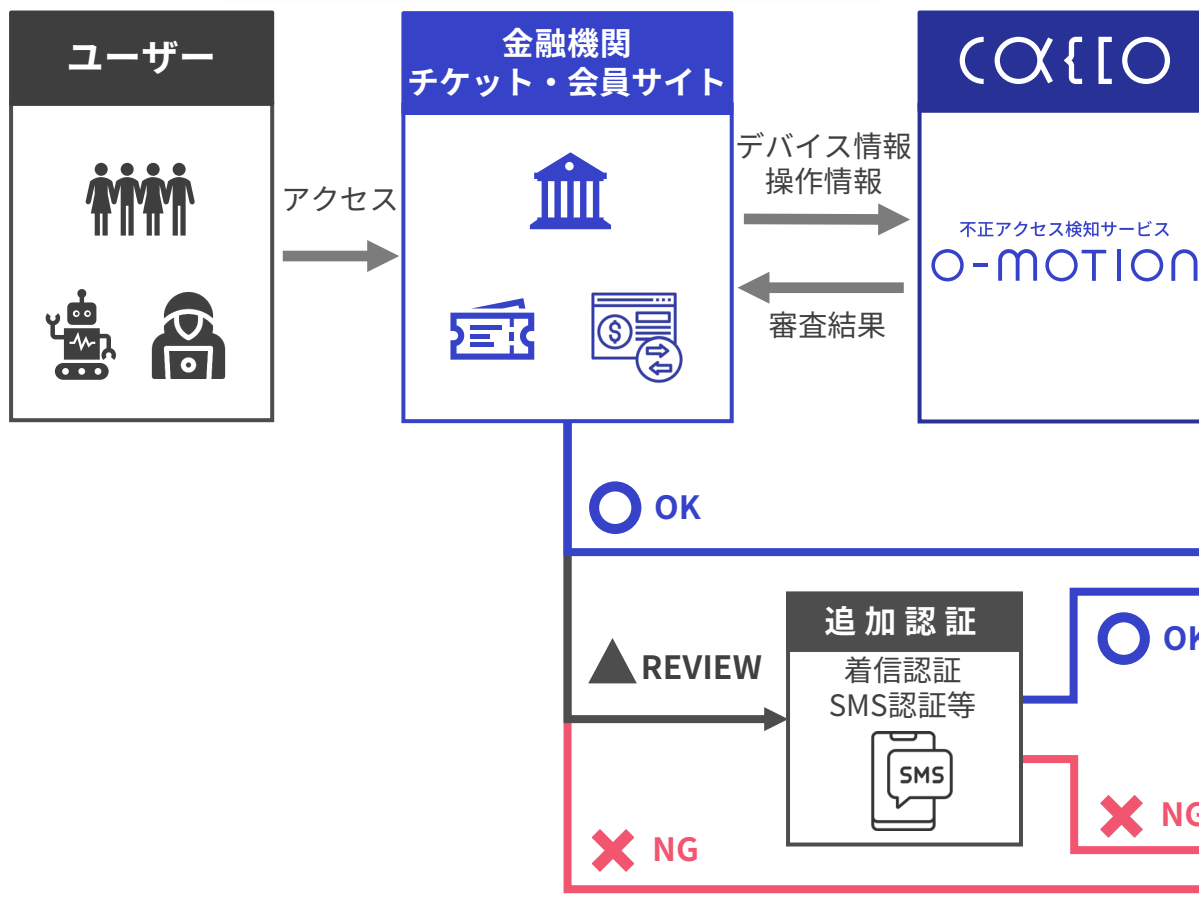 ユーザー
金融機関
チケット・会員サイト
cacco
アクセス
デバイス情報
操作情報
審査結果
不正アクセス検知サービス
O-MOTION
OK
追加認証
着信認証
SMS認証等
SMS
REVIEW
OK
NG
NG